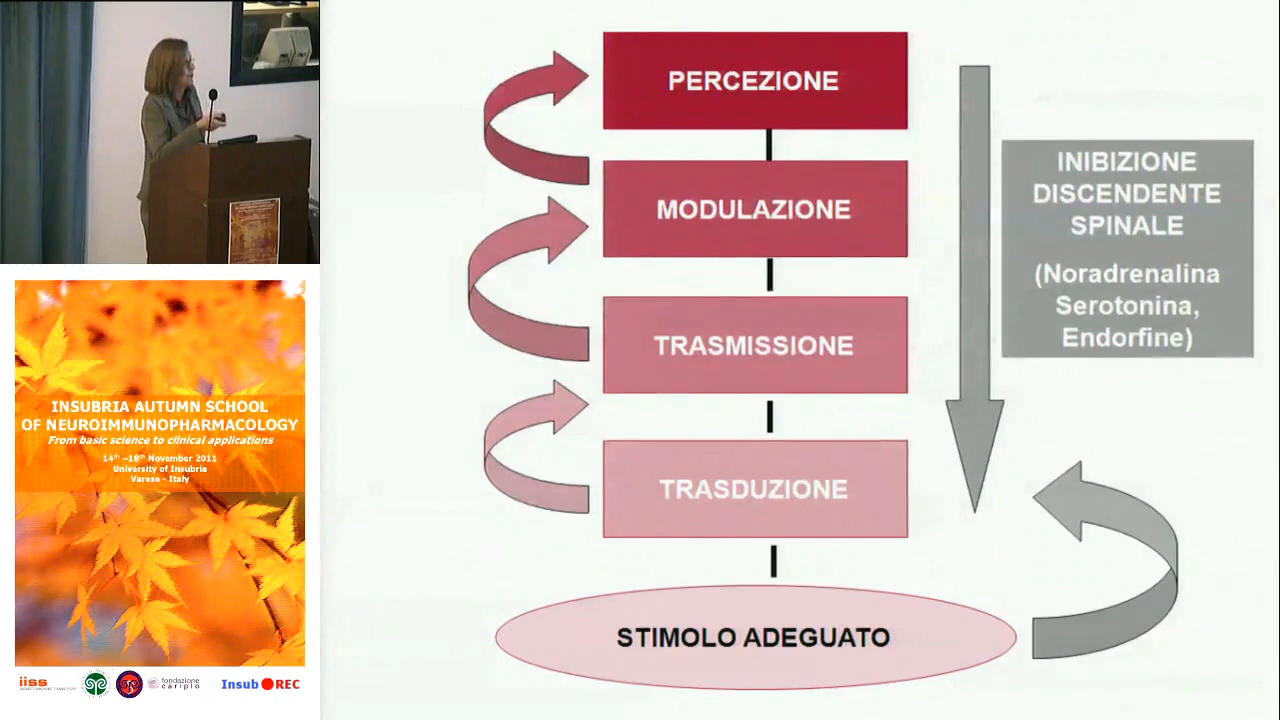 PERCEZIONE
MODULAZIONE
TRASMISSIONE
TRASDUZIONE
STIMOLO ADEGUATO
INIBIZIONE
DISCENDENTE
SPINALE
(Noradrenalina
Serotonina,
Endorfine)
INSUBRIA AUTUMN SCHOOL
OF NEUROIMMUNOPHARMACOLOGY
From basic science to clinical applications
14th –18th November 2011
University of Insubria
Varese - Italy
iiss
fondazione
cariplo
Insub REC